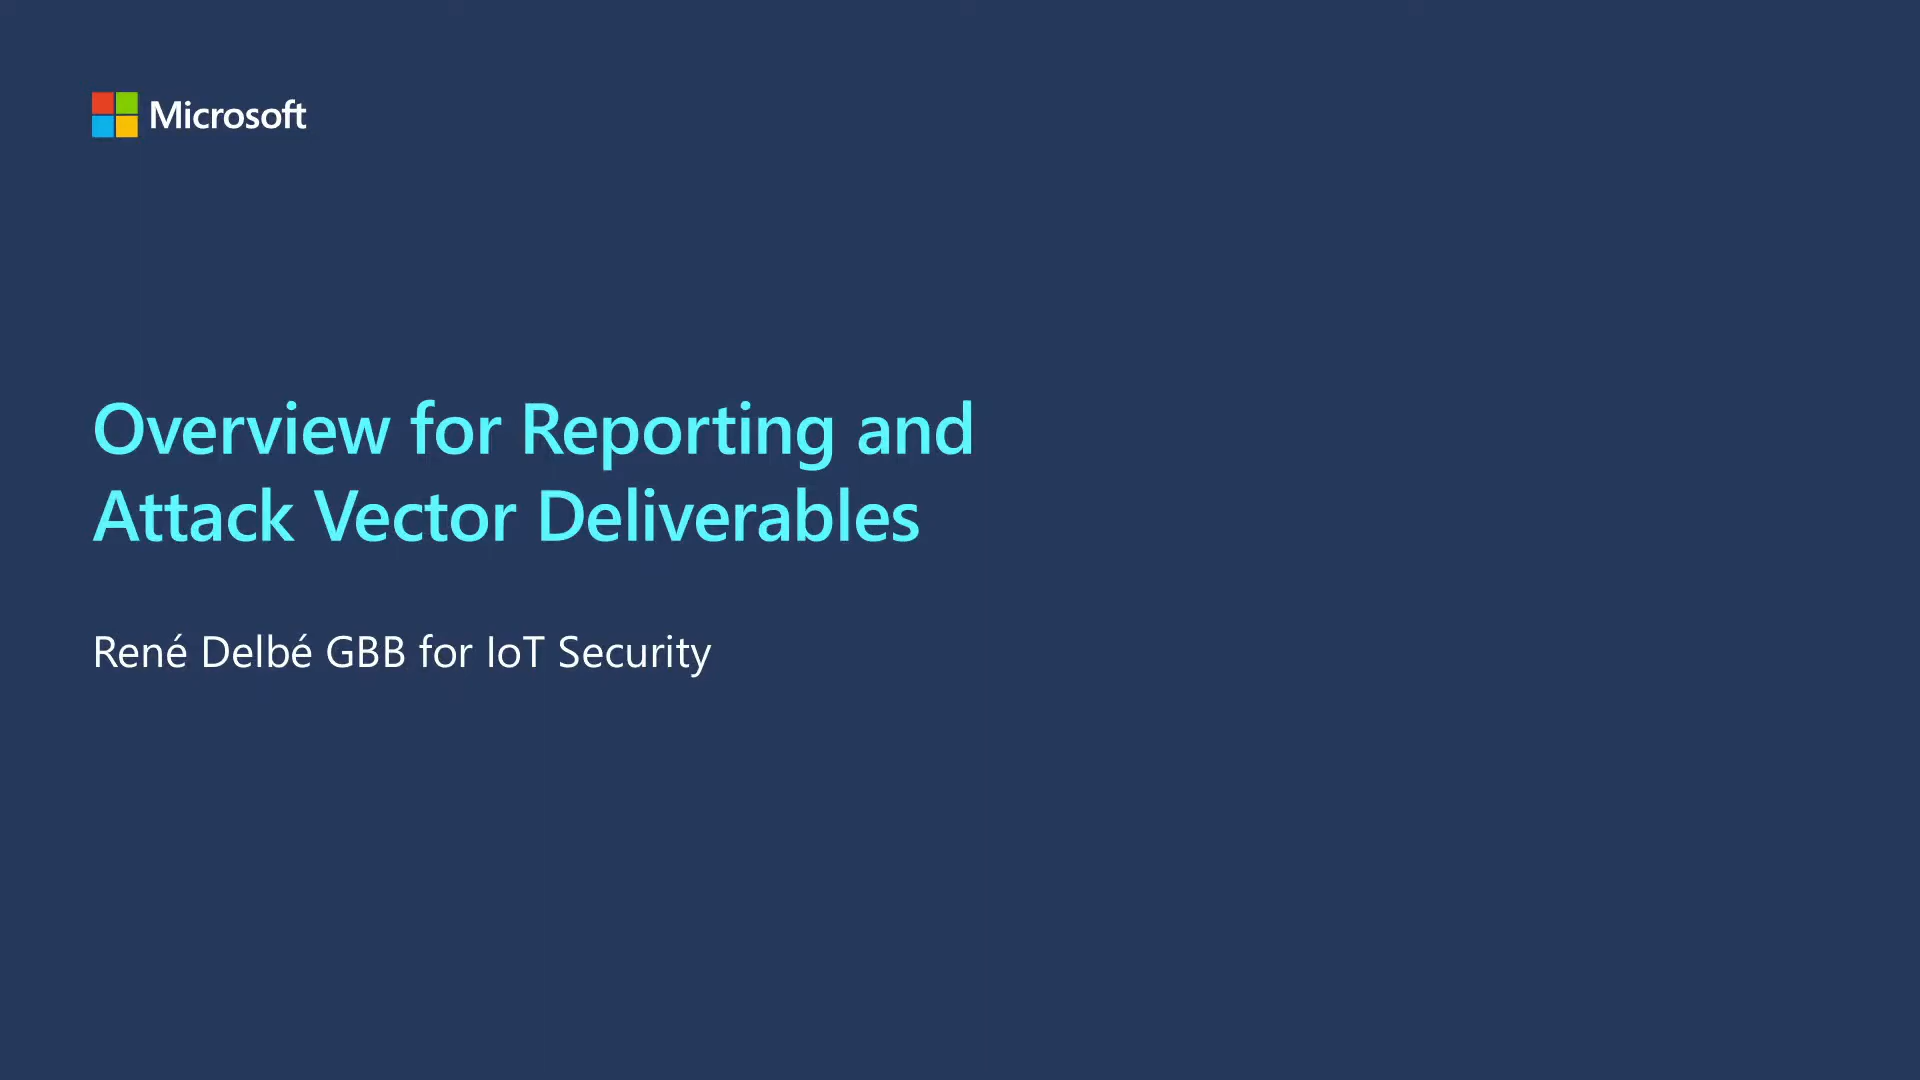 Microsoft
Overview for Reporting and
Attack Vector Deliverables
René Delbé GBB for IoT Security